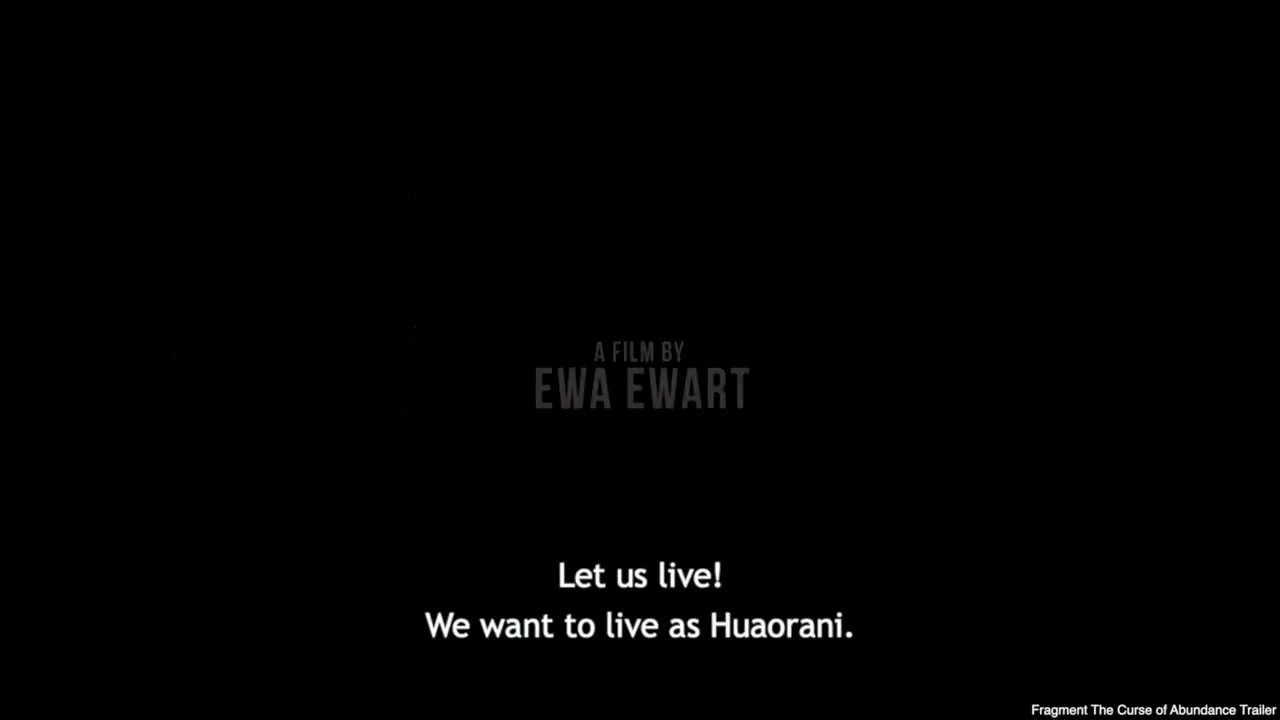 A FILM BY
EWA EWART
Let us live!
We want to live as Huaorani.
Fragment The Curse of Abundance Trailer